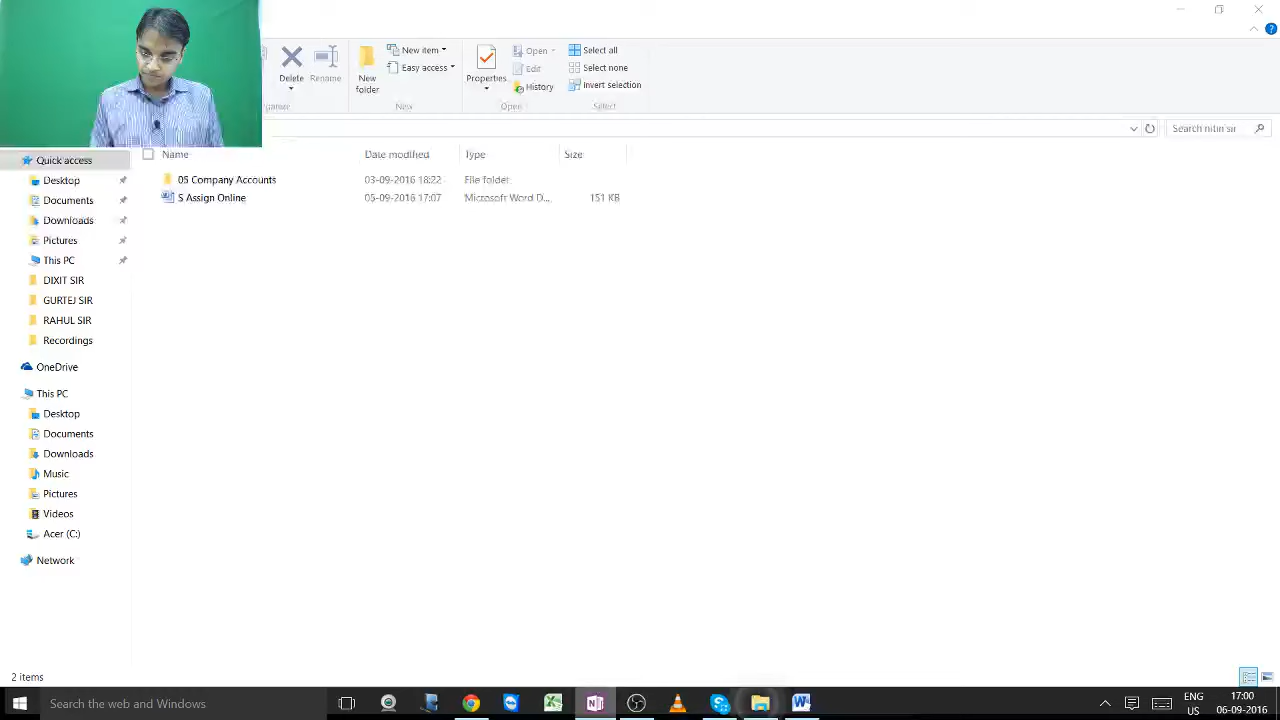 Delete
Rename
New folder
New item
Easy access
New
Properties
Open
Edit
History
Open
Select all
Select none
Invert selection
Select
Search nitin sir
Name Date modified Type Size
05 Company Accounts 03-09-2016 18:22 File folder
S Assign Online 05-09-2016 17:07 Microsoft Word D... 151 KB
Quick access
Desktop
Documents
Downloads
Pictures
This PC
DIXIT SIR
GURTEJ SIR
RAHUL SIR
Recordings
OneDrive
This PC
Desktop
Documents
Downloads
Music
Pictures
Videos
Acer (C:)
Network
2 items
Search the web and Windows
ENG
US
17:00
06-09-2016